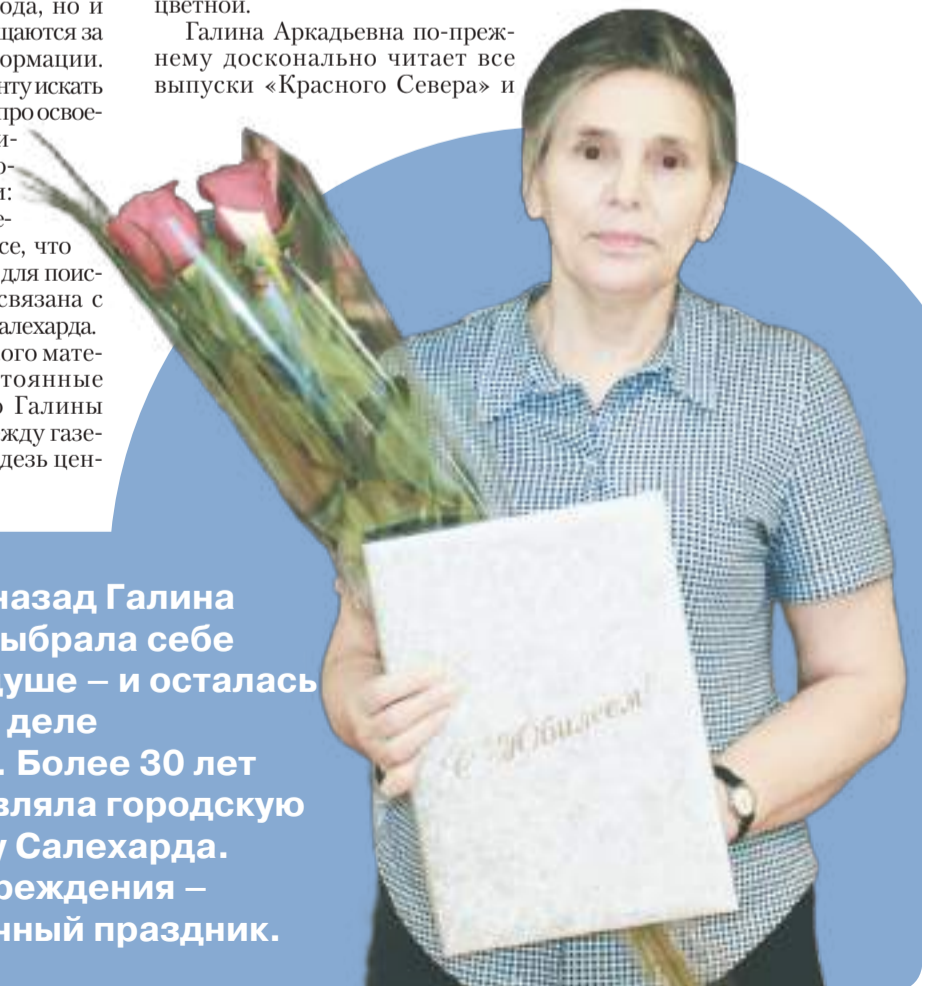 ода, но и
щаются за
ормации.
нту искать
про освое-
и-
о-
и:
е-
се, что
для поис-
связана с
алехарда.
ого мате-
тоянные
о Галины
жду газе-
дезь цен-
цветной.
Галина Аркадьевна по-преж-
нему досконально читает все
выпуски «Красного Севера» и
С Юбилеем!
назад Галина
ыбрала себе
душе – и осталась
деле
. Более 30 лет
вляла городскую
у Салехарда.
реждения –
нный праздник.